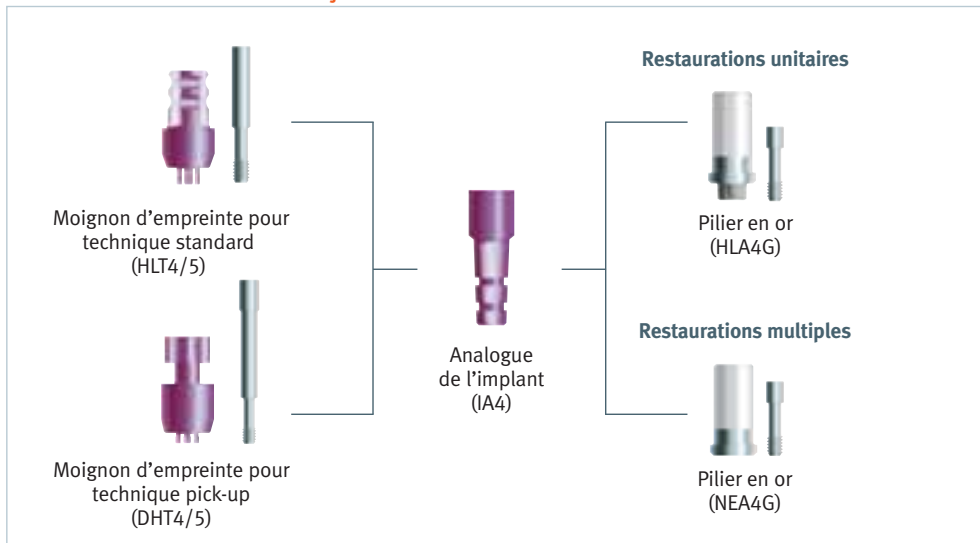 Moignon d’empreinte pour
technique standard
(HLT4/5)
Moignon d’empreinte pour
technique pick-up
(DHT4/5)
Analogue
de l’implant
(IA4)
Restaurations unitaires
Pilier en or
(HLA4G)
Restaurations multiples
Pilier en or
(NEA4G)